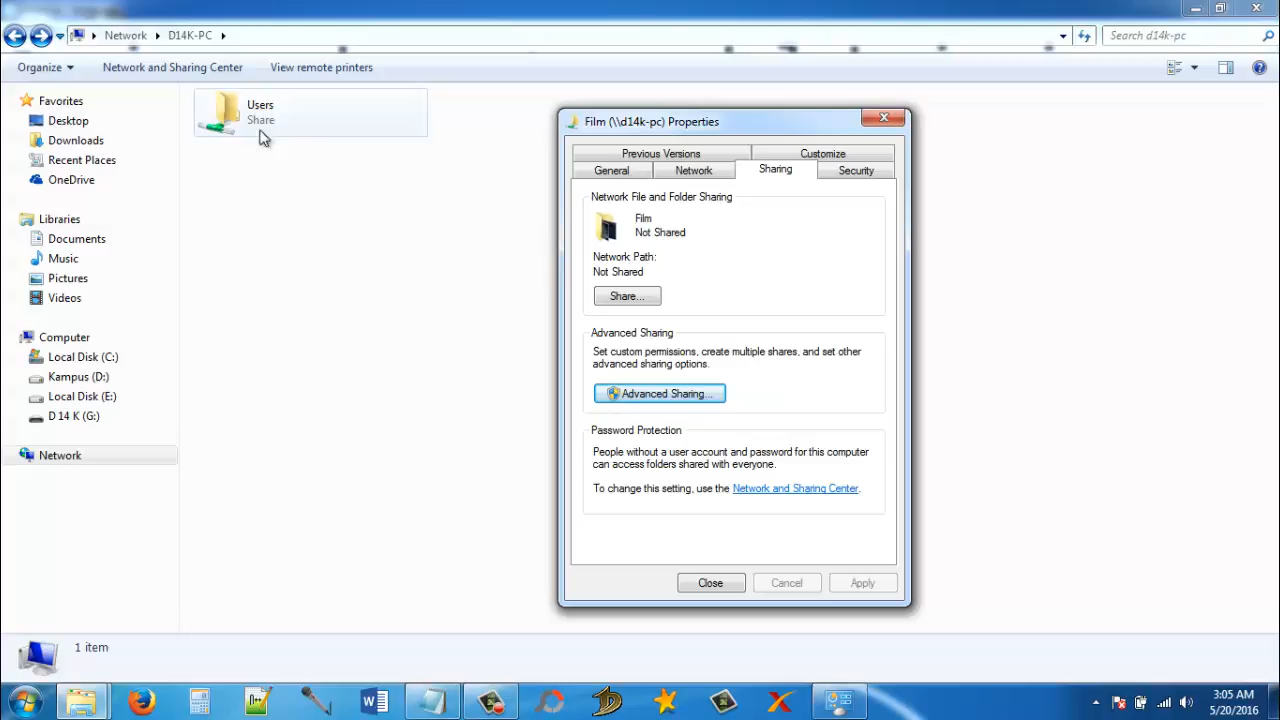 Network
D14K-PC
Search d14k-pc
Organize
Network and Sharing Center
View remote printers
Favorites
Desktop
Downloads
Recent Places
OneDrive
Libraries
Documents
Music
Pictures
Videos
Computer
Local Disk (C:)
Kampus (D:)
Local Disk (E:)
D 14 K (G:)
Network
Users
Share
Film (\\d14k-pc) Properties
Previous Versions
Customize
General
Network
Sharing
Security
Network File and Folder Sharing
Film
Not Shared
Network Path:
Not Shared
Share...
Advanced Sharing
Set custom permissions, create multiple shares, and set other
advanced sharing options.
Advanced Sharing...
Password Protection
People without a user account and password for this computer
can access folders shared with everyone.
To change this setting, use the Network and Sharing Center.
Close
Cancel
Apply
1 item
3:05 AM
5/20/2016